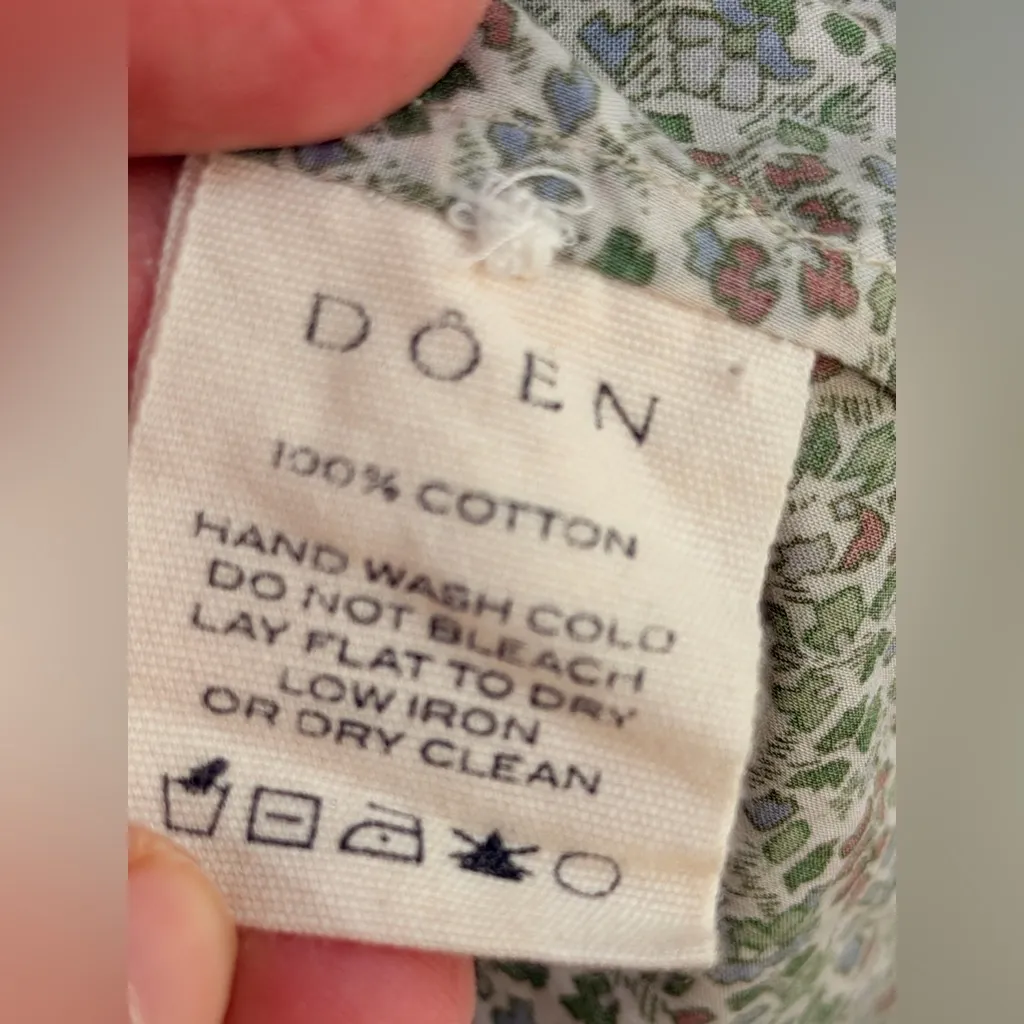 DÔEN
100% COTTON
HAND WASH COLD
DO NOT BLEACH
LAY FLAT TO DRY
LOW IRON
OR DRY CLEAN